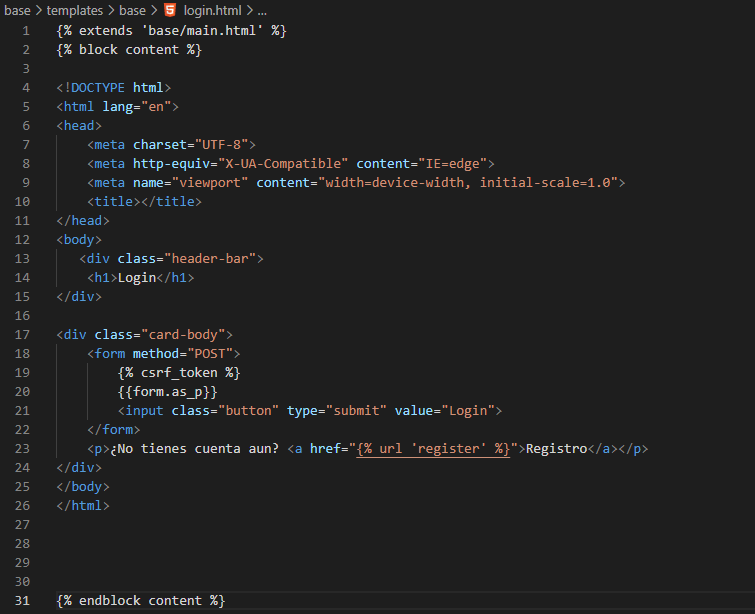 base > templates > base > login.html > ...
1 {% extends 'base/main.html' %}
2 {% block content %}
3
4 <!DOCTYPE html>
5 <html lang="en">
6 <head>
7     <meta charset="UTF-8">
8     <meta http-equiv="X-UA-Compatible" content="IE=edge">
9     <meta name="viewport" content="width=device-width, initial-scale=1.0">
10     <title></title>
11 </head>
12 <body>
13    <div class="header-bar">
14     <h1>Login</h1>
15 </div>
16
17 <div class="card-body">
18     <form method="POST">
19         {% csrf_token %}
20         {{form.as_p}}
21         <input class="button" type="submit" value="Login">
22     </form>
23     <p>¿No tienes cuenta aun? <a href="{% url 'register' %}">Registro</a></p>
24 </div>
25 </body>
26 </html>
27
28
29
30
31 {% endblock content %}